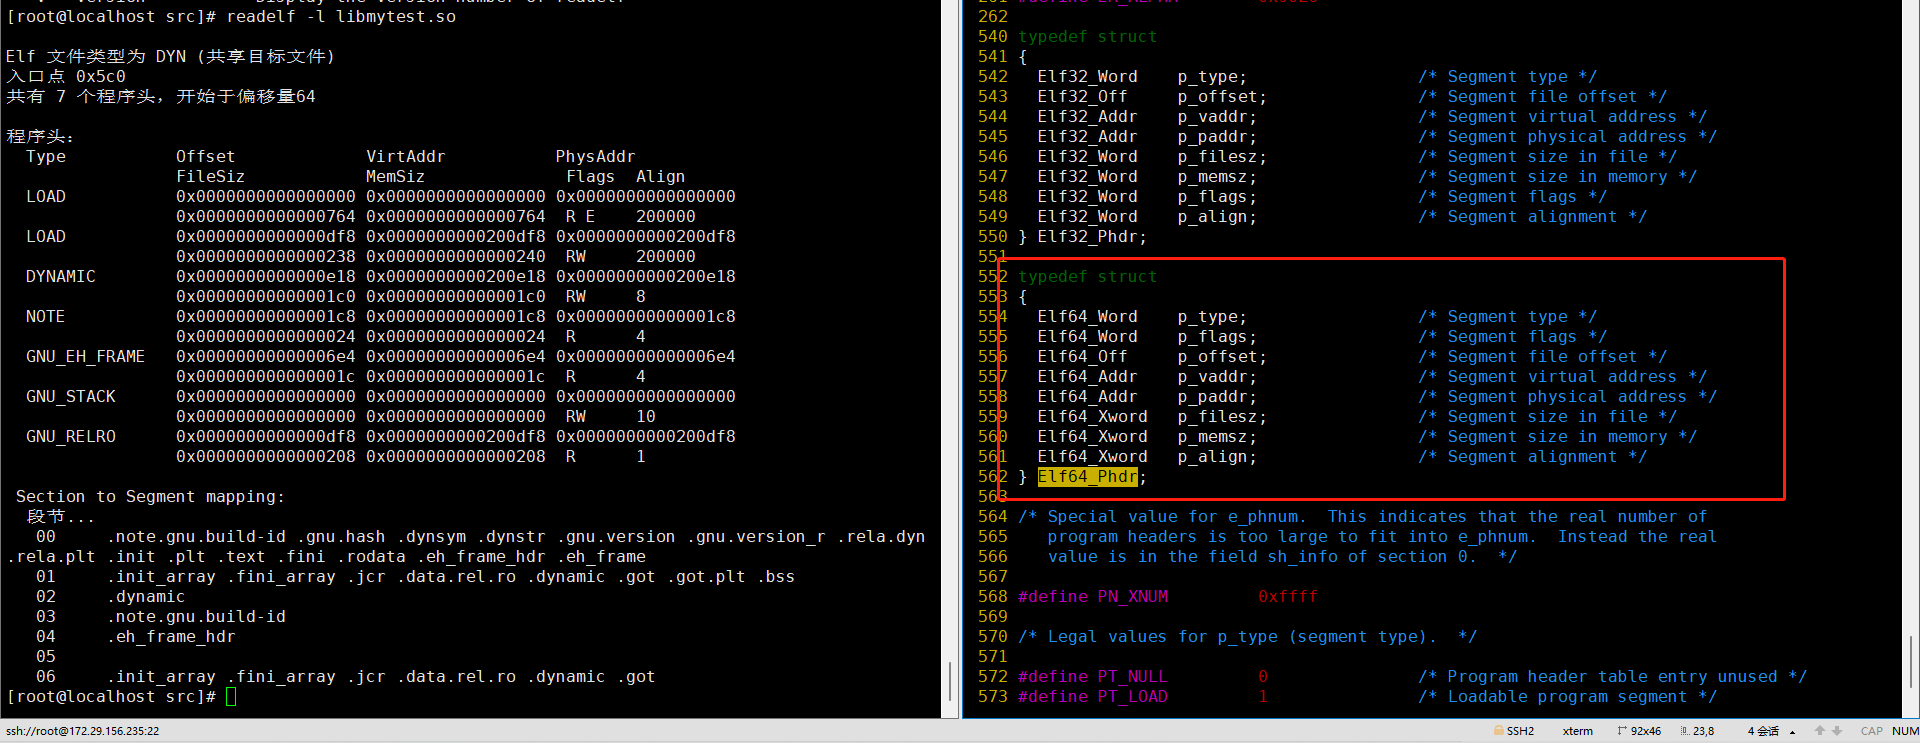 [root@localhost src]# readelf -l libmytest.so
Elf 文件类型为 DYN (共享目标文件)
入口点 0x5c0
共有 7 个程序头，开始于偏移量64
程序头：
Type Offset VirtAddr PhysAddr
FileSiz MemSiz Flags Align
LOAD 0x0000000000000000 0x0000000000000000 0x0000000000000000
0x0000000000000764 0x0000000000000764 R E 200000
LOAD 0x0000000000000df8 0x0000000000200df8 0x0000000000200df8
0x0000000000000238 0x0000000000000240 RW 200000
DYNAMIC 0x0000000000000e18 0x0000000000200e18 0x0000000000200e18
0x00000000000001c0 0x00000000000001c0 RW 8
NOTE 0x00000000000001c8 0x00000000000001c8 0x00000000000001c8
0x0000000000000024 0x0000000000000024 R 4
GNU_EH_FRAME 0x00000000000006e4 0x00000000000006e4 0x00000000000006e4
0x000000000000001c 0x000000000000001c R 4
GNU_STACK 0x0000000000000000 0x0000000000000000 0x0000000000000000
0x0000000000000000 0x0000000000000000 RW 10
GNU_RELRO 0x0000000000000df8 0x0000000000200df8 0x0000000000200df8
0x0000000000000208 0x0000000000000208 R 1
Section to Segment mapping:
段节...
00 .note.gnu.build-id .gnu.hash .dynsym .dynstr .gnu.version .gnu.version_r .rela.dyn
.rela.plt .init .plt .text .fini .rodata .eh_frame_hdr .eh_frame
01 .init_array .fini_array .jcr .data.rel.ro .dynamic .got .got.plt .bss
02 .dynamic
03 .note.gnu.build-id
04 .eh_frame_hdr
05
06 .init_array .fini_array .jcr .data.rel.ro .dynamic .got
[root@localhost src]#
262
540 typedef struct
541 {
542 Elf32_Word p_type; /* Segment type */
543 Elf32_Off p_offset; /* Segment file offset */
544 Elf32_Addr p_vaddr; /* Segment virtual address */
545 Elf32_Addr p_paddr; /* Segment physical address */
546 Elf32_Word p_filesz; /* Segment size in file */
547 Elf32_Word p_memsz; /* Segment size in memory */
548 Elf32_Word p_flags; /* Segment flags */
549 Elf32_Word p_align; /* Segment alignment */
550 } Elf32_Phdr;
551
552 typedef struct
553 {
554 Elf64_Word p_type; /* Segment type */
555 Elf64_Word p_flags; /* Segment flags */
556 Elf64_Off p_offset; /* Segment file offset */
557 Elf64_Addr p_vaddr; /* Segment virtual address */
558 Elf64_Addr p_paddr; /* Segment physical address */
559 Elf64_Xword p_filesz; /* Segment size in file */
560 Elf64_Xword p_memsz; /* Segment size in memory */
561 Elf64_Xword p_align; /* Segment alignment */
562 } Elf64_Phdr;
563
564 /* Special value for e_phnum. This indicates that the real number of
565 program headers is too large to fit into e_phnum. Instead the real
566 value is in the field sh_info of section 0. */
567
568 #define PN_XNUM 0xffff
569
570 /* Legal values for p_type (segment type). */
571
572 #define PT_NULL 0 /* Program header table entry unused */
573 #define PT_LOAD 1 /* Loadable program segment */
ssh://root@172.29.156.235:22 SSH2 xterm 92x46 23,8 4 会话 CAP NUM